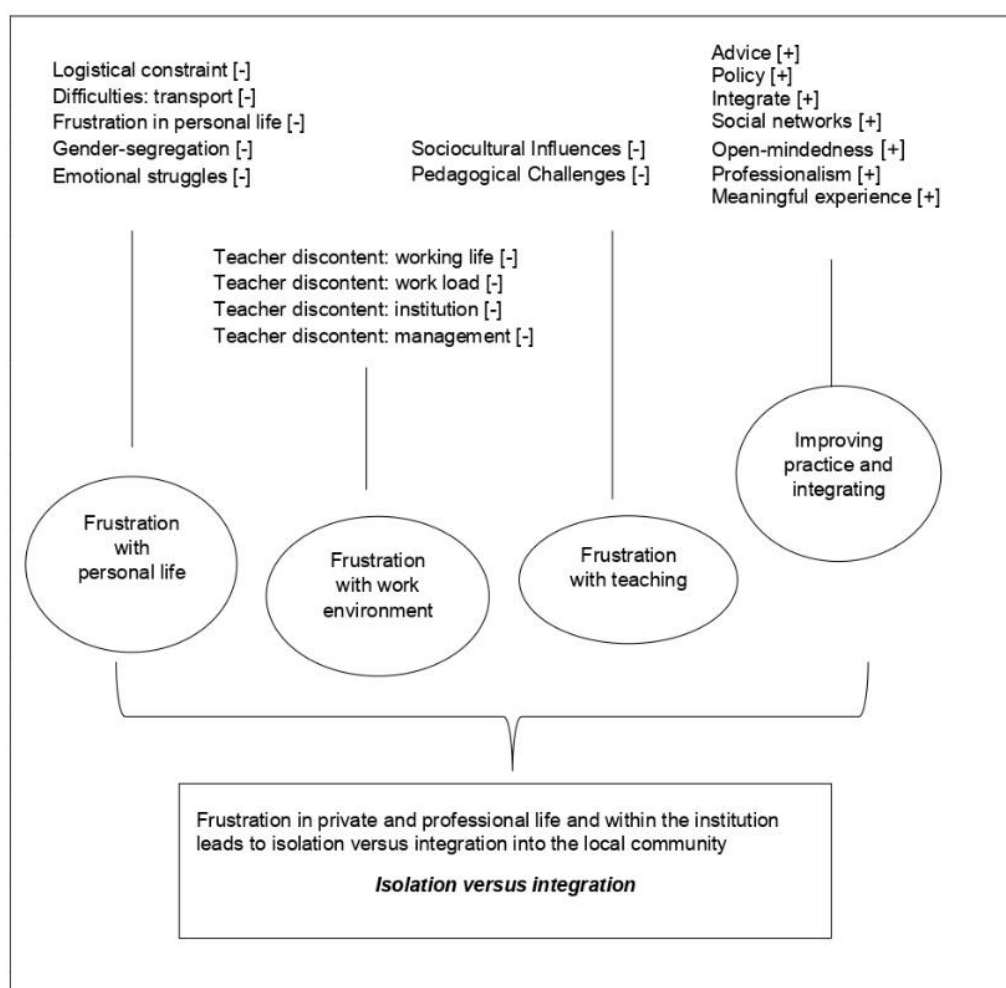 Logistical constraint [-]
Difficulties: transport [-]
Frustration in personal life [-]
Gender-segregation [-]
Emotional struggles [-]
Sociocultural Influences [-]
Pedagogical Challenges [-]
Advice [+]
Policy [+]
Integrate [+]
Social networks [+]
Open-mindedness [+]
Professionalism [+]
Meaningful experience [+]
Teacher discontent: working life [-]
Teacher discontent: work load [-]
Teacher discontent: institution [-]
Teacher discontent: management [-]
Frustration
with
personal life
Frustration
with work
environment
Frustration
with teaching
Improving
practice and
integrating
Frustration in private and professional life and within the institution
leads to isolation versus integration into the local community
Isolation versus integration